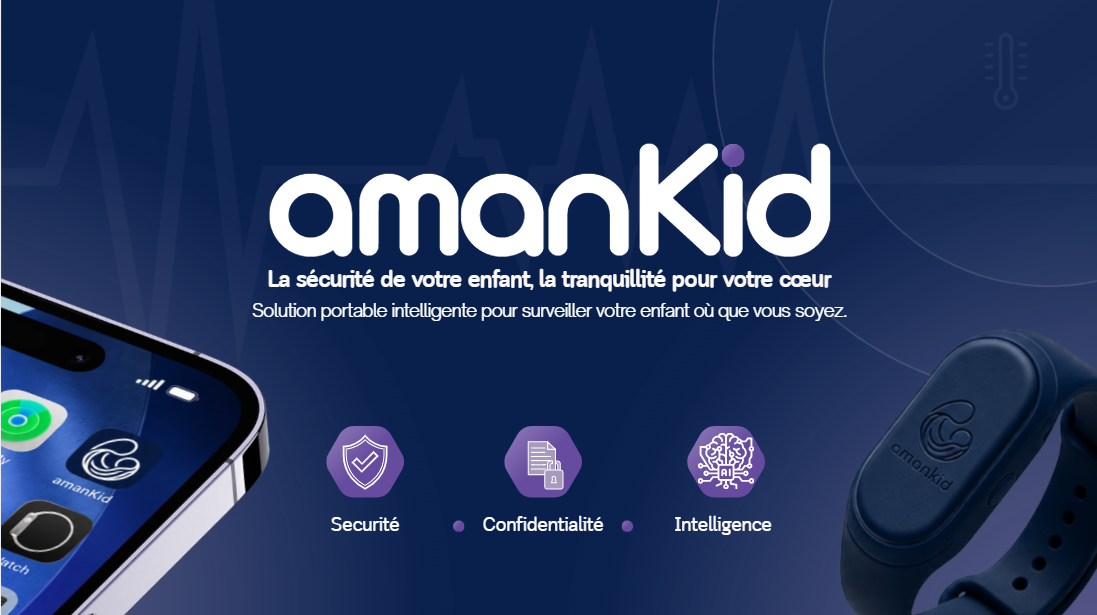 amanKid
La sécurité de votre enfant, la tranquillité pour votre cœur
Solution portable intelligente pour surveiller votre enfant où que vous soyez.
amanKid
amankid
AI
Securité
Confidentialité
Intelligence